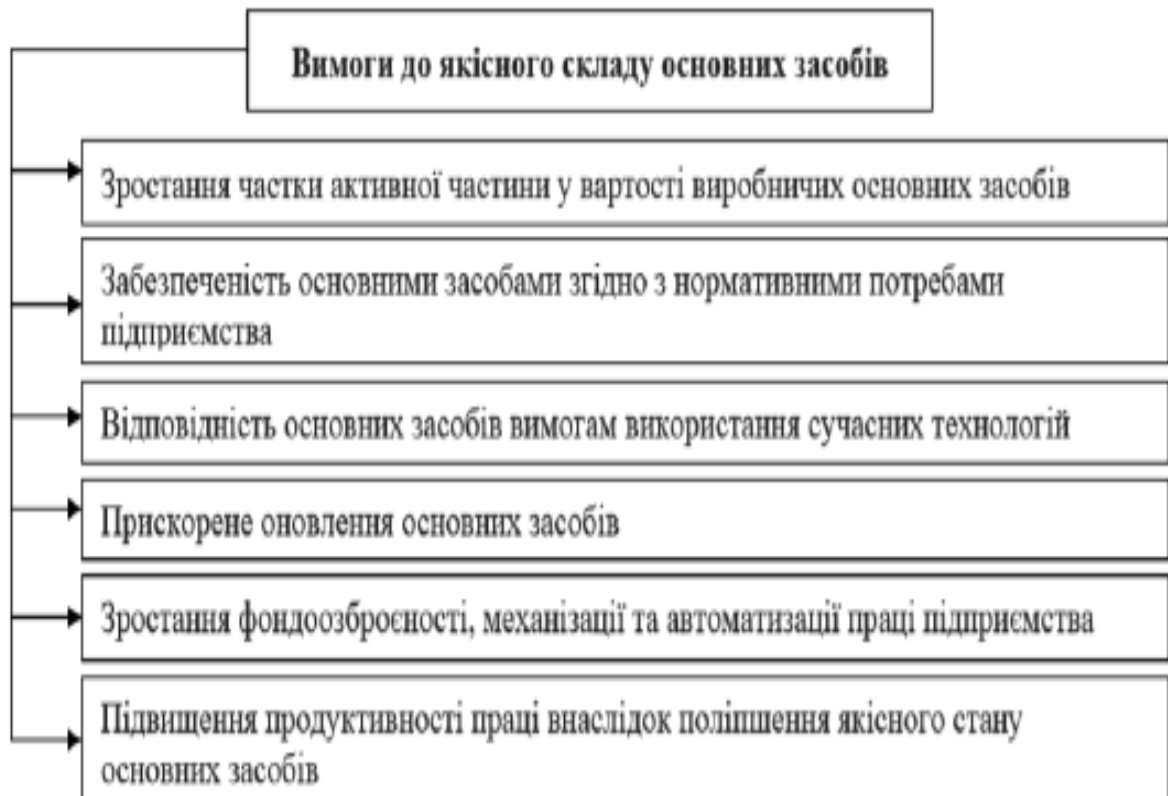 Вимоги до якісного складу основних засобів
Зростання частки активної частини у вартості виробничих основних засобів
Забезпеченість основними засобами згідно з нормативними потребами
підприємства
Відповідність основних засобів вимогам використання сучасних технологій
Прискорене оновлення основних засобів
Зростання фондоозброєності, механізації та автоматизації праці підприємства
Підвищення продуктивності праці внаслідок поліпшення якісного стану
основних засобів